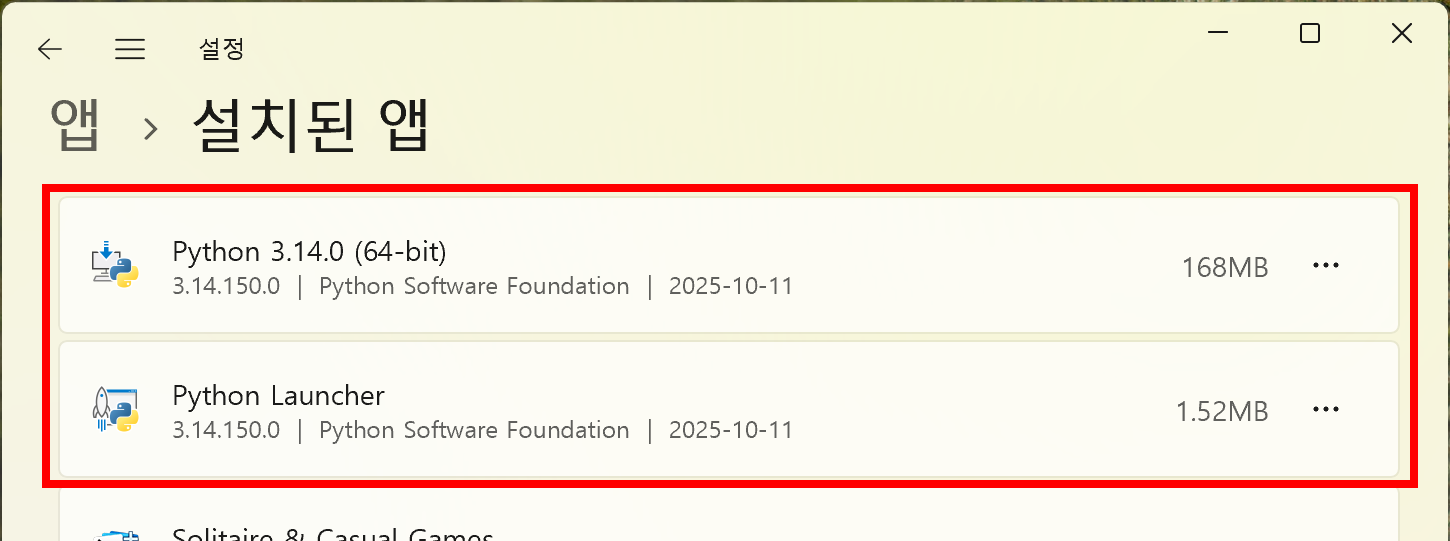 설정
앱 > 설치된 앱
Python 3.14.0 (64-bit)
3.14.150.0 | Python Software Foundation | 2025-10-11
168MB
Python Launcher
3.14.150.0 | Python Software Foundation | 2025-10-11
1.52MB
Solitaire & Casual Games